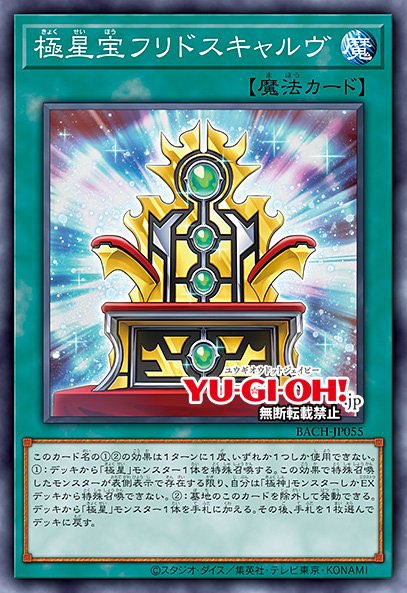 極星宝フリドスキャルヴ
魔
【魔法カード】
ユウギオウドットジェイピー
YU-GI-OH!.jp
無断転載禁止
BACH-JP055
このカード名の①②の効果は1ターンに1度、いずれか1つしか使用できない。
①：デッキから「極星」モンスター1体を特殊召喚する。この効果で特殊召喚
したモンスターが表側表示で存在する限り、自分は「極神」モンスターしかEX
デッキから特殊召喚できない。②：墓地のこのカードを除外して発動できる。
デッキから「極星」モンスター1体を手札に加える。その後、手札を1枚選んで
デッキに戻す。
©スタジオ・ダイス／集英社・テレビ東京・KONAMI